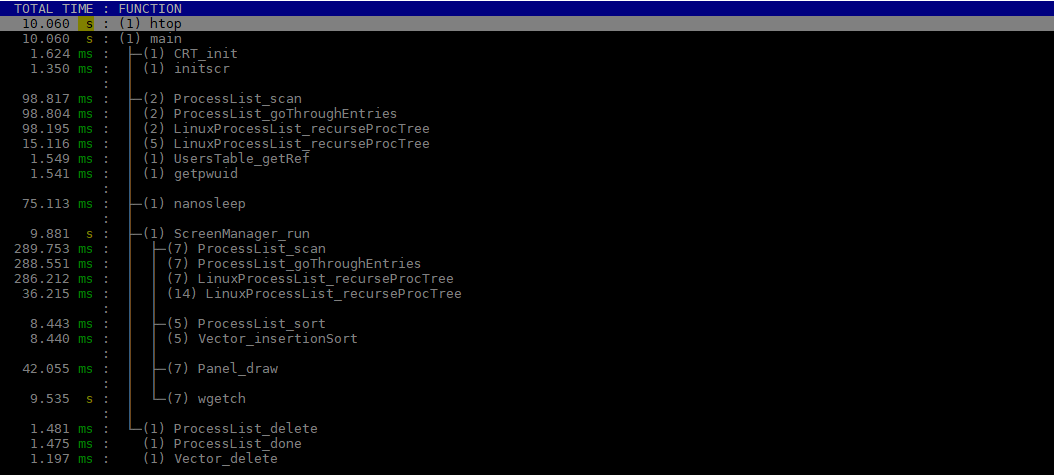 TOTAL TIME : FUNCTION
10.060 s : (1) htop
10.060 s : (1) main
1.624 ms : ├─(1) CRT_init
1.350 ms : │ (1) initscr
: │
98.817 ms : ├─(2) ProcessList_scan
98.804 ms : │ (2) ProcessList_goThroughEntries
98.195 ms : │ (2) LinuxProcessList_recurseProcTree
15.116 ms : │ (5) LinuxProcessList_recurseProcTree
1.549 ms : │ (1) UsersTable_getRef
1.541 ms : │ (1) getpwuid
: │
75.113 ms : ├─(1) nanosleep
: │
9.881 s : ├─(1) ScreenManager_run
289.753 ms : │ ├─(7) ProcessList_scan
288.551 ms : │ │ (7) ProcessList_goThroughEntries
286.212 ms : │ │ (7) LinuxProcessList_recurseProcTree
36.215 ms : │ │ (14) LinuxProcessList_recurseProcTree
: │ │
8.443 ms : │ ├─(5) ProcessList_sort
8.440 ms : │ │ (5) Vector_insertionSort
: │ │
42.055 ms : │ ├─(7) Panel_draw
: │ │
9.535 s : │ └─(7) wgetch
: │
1.481 ms : └─(1) ProcessList_delete
1.475 ms : (1) ProcessList_done
1.197 ms : (1) Vector_delete